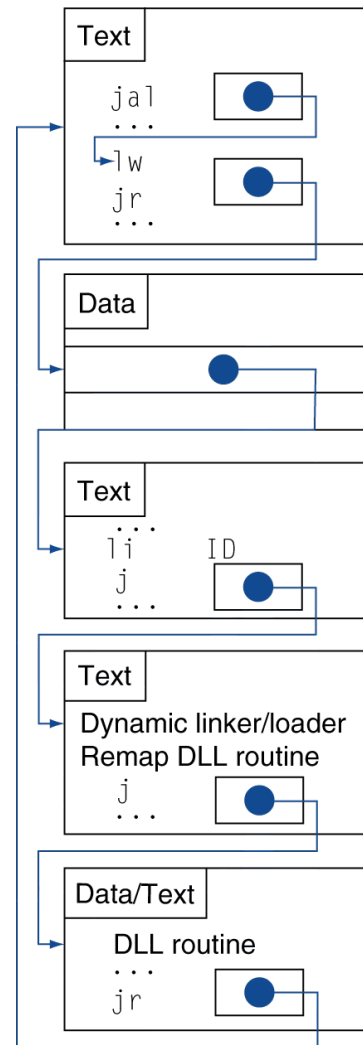 Text
jal
...
lw
jr
...
Data
Text
...
li ID
j
...
Text
Dynamic linker/loader
Remap DLL routine
j
...
Data/Text
DLL routine
...
jr